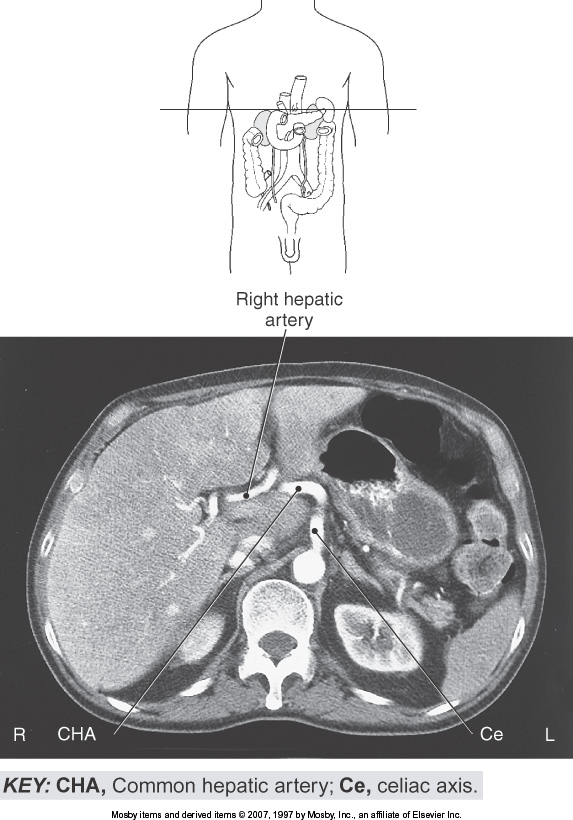 Right hepatic
artery
R CHA Ce L
KEY: CHA, Common hepatic artery; Ce, celiac axis.
Mosby items and derived items © 2007, 1997 by Mosby, Inc., an affiliate of Elsevier Inc.